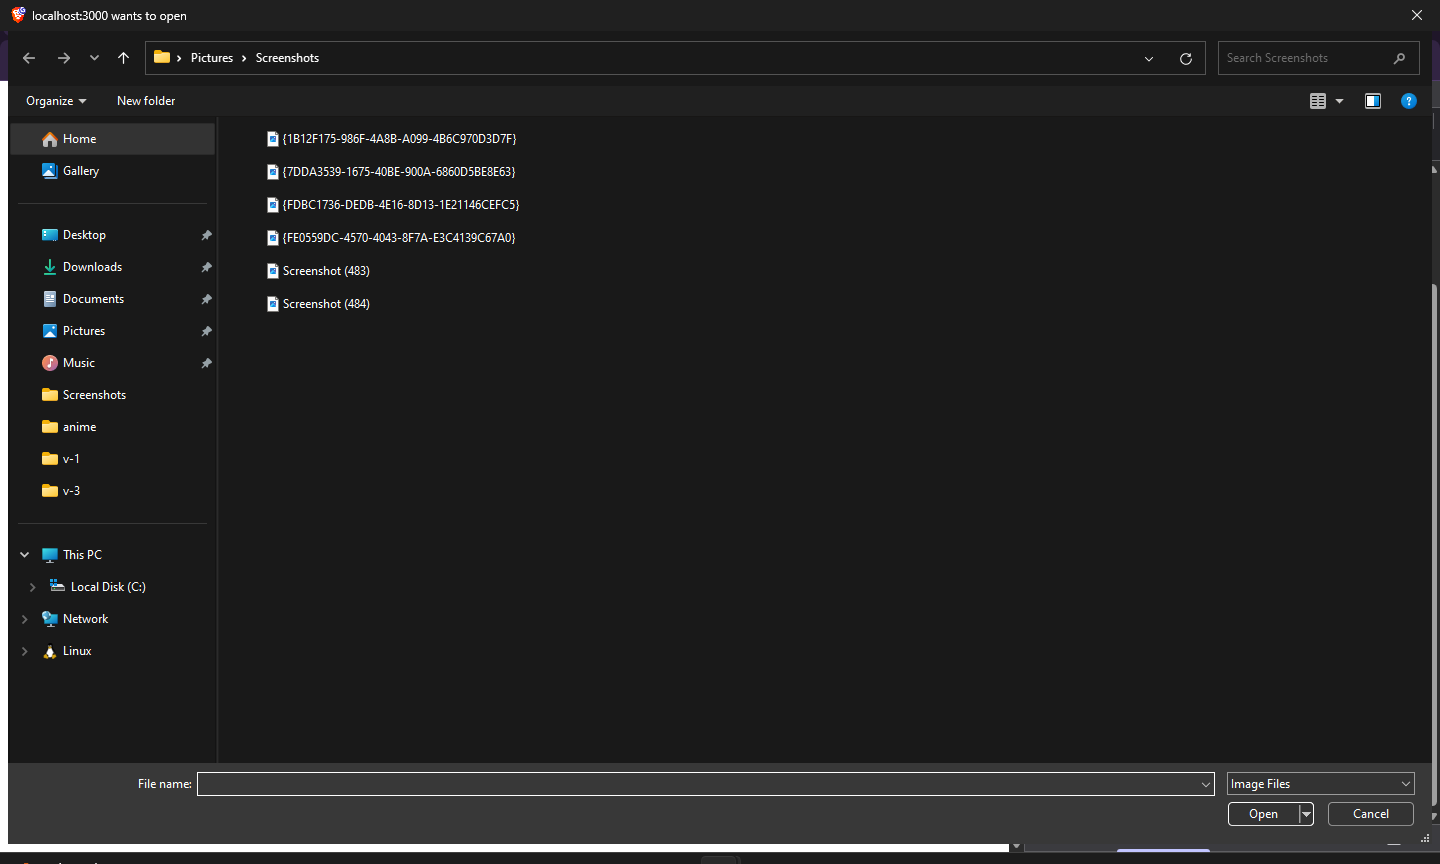 localhost:3000 wants to open
Pictures > Screenshots
Search Screenshots
Organize
New folder
Home
Gallery
Desktop
Downloads
Documents
Pictures
Music
Screenshots
anime
v-1
v-3
This PC
Local Disk (C:)
Network
Linux
{1B12F175-986F-4A8B-A099-4B6C970D3D7F}
{7DDA3539-1675-40BE-900A-6860D5BE8E63}
{FDBC1736-DEDB-4E16-8D13-1E21146CEFC5}
{FE0559DC-4570-4043-8F7A-E3C4139C67A0}
Screenshot (483)
Screenshot (484)
File name:
Image Files
Open
Cancel